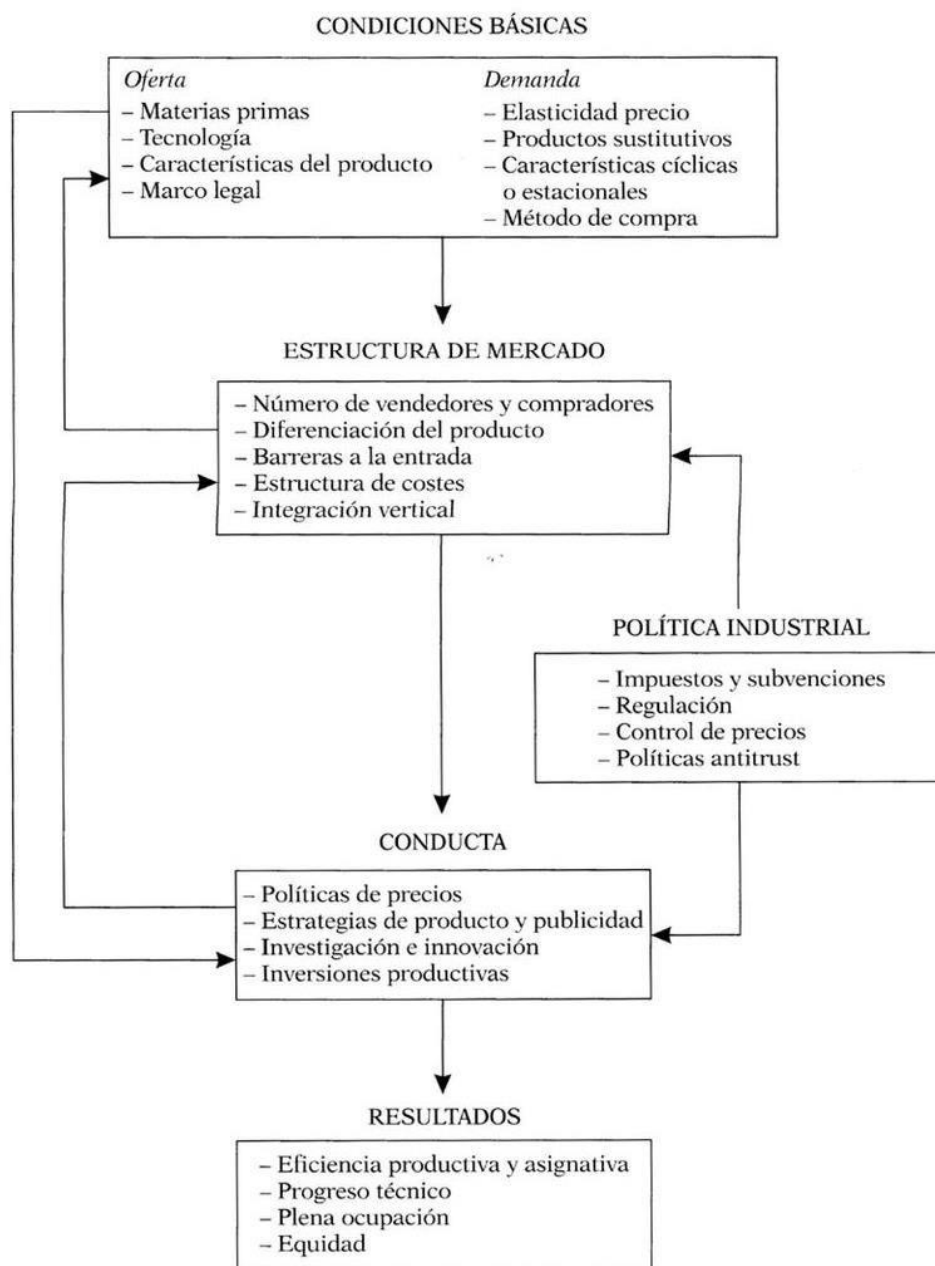 CONDICIONES BÁSICAS
Oferta
– Materias primas
– Tecnología
– Características del producto
– Marco legal
Demanda
– Elasticidad precio
– Productos sustitutivos
– Características cíclicas
o estacionales
– Método de compra
ESTRUCTURA DE MERCADO
– Número de vendedores y compradores
– Diferenciación del producto
– Barreras a la entrada
– Estructura de costes
– Integración vertical
POLÍTICA INDUSTRIAL
– Impuestos y subvenciones
– Regulación
– Control de precios
– Políticas antitrust
CONDUCTA
– Políticas de precios
– Estrategias de producto y publicidad
– Investigación e innovación
– Inversiones productivas
RESULTADOS
– Eficiencia productiva y asignativa
– Progreso técnico
– Plena ocupación
– Equidad